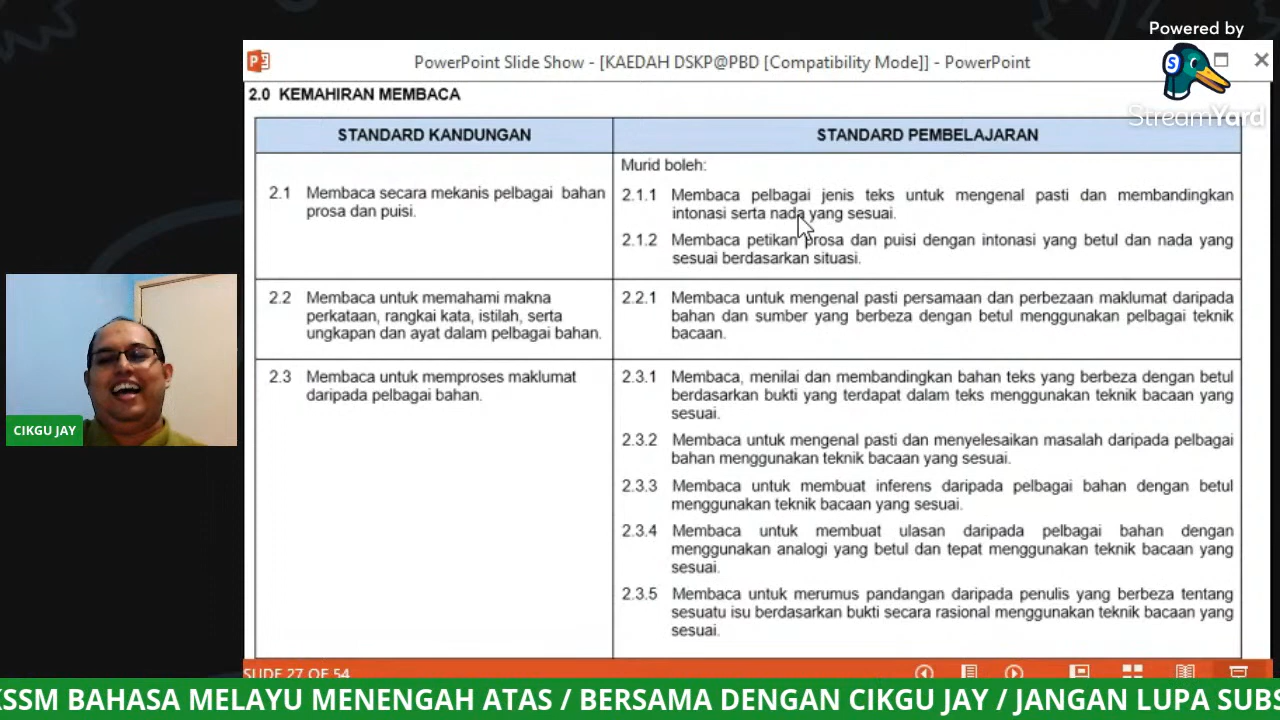 Powered by
StreamYard
PowerPoint Slide Show - [KAEDAH DSKP@PBD [Compatibility Mode]] - PowerPoint
2.0 KEMAHIRAN MEMBACA
STANDARD KANDUNGAN
STANDARD PEMBELAJARAN
2.1 Membaca secara mekanis pelbagai bahan
prosa dan puisi.
Murid boleh:
2.1.1 Membaca pelbagai jenis teks untuk mengenal pasti dan membandingkan
intonasi serta nada yang sesuai.
2.1.2 Membaca petikan prosa dan puisi dengan intonasi yang betul dan nada yang
sesuai berdasarkan situasi.
2.2 Membaca untuk memahami makna
perkataan, rangkai kata, istilah, serta
ungkapan dan ayat dalam pelbagai bahan.
2.2.1 Membaca untuk mengenal pasti persamaan dan perbezaan maklumat daripada
bahan dan sumber yang berbeza dengan betul menggunakan pelbagai teknik
bacaan.
2.3 Membaca untuk memproses maklumat
daripada pelbagai bahan.
2.3.1 Membaca, menilai dan membandingkan bahan teks yang berbeza dengan betul
berdasarkan bukti yang terdapat dalam teks menggunakan teknik bacaan yang
sesuai.
2.3.2 Membaca untuk mengenal pasti dan menyelesaikan masalah daripada pelbagai
bahan menggunakan teknik bacaan yang sesuai.
2.3.3 Membaca untuk membuat inferens daripada pelbagai bahan dengan betul
menggunakan teknik bacaan yang sesuai.
2.3.4 Membaca untuk membuat ulasan daripada pelbagai bahan dengan
menggunakan analogi yang betul dan tepat menggunakan teknik bacaan yang
sesuai.
2.3.5 Membaca untuk merumus pandangan daripada penulis yang berbeza tentang
sesuatu isu berdasarkan bukti secara rasional menggunakan teknik bacaan yang
sesuai.
CIKGU JAY
SLIDE 27 OF 54
KSSM BAHASA MELAYU MENENGAH ATAS / BERSAMA DENGAN CIKGU JAY / JANGAN LUPA SUBS